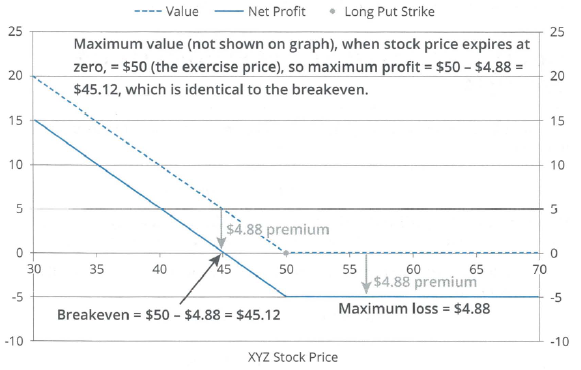 Value Net Profit Long Put Strike
25 25
Maximum value (not shown on graph), when stock price expires at
20 zero, = $50 (the exercise price), so maximum profit = $50 – $4.88 = 20
$45.12, which is identical to the breakeven.
15 15
10 10
5 5
$4.88 premium
0 0
30 35 40 45 50 55 60 65 70
$4.88 premium
-5 -5
Breakeven = $50 – $4.88 = $45.12 Maximum loss = $4.88
-10 -10
XYZ Stock Price